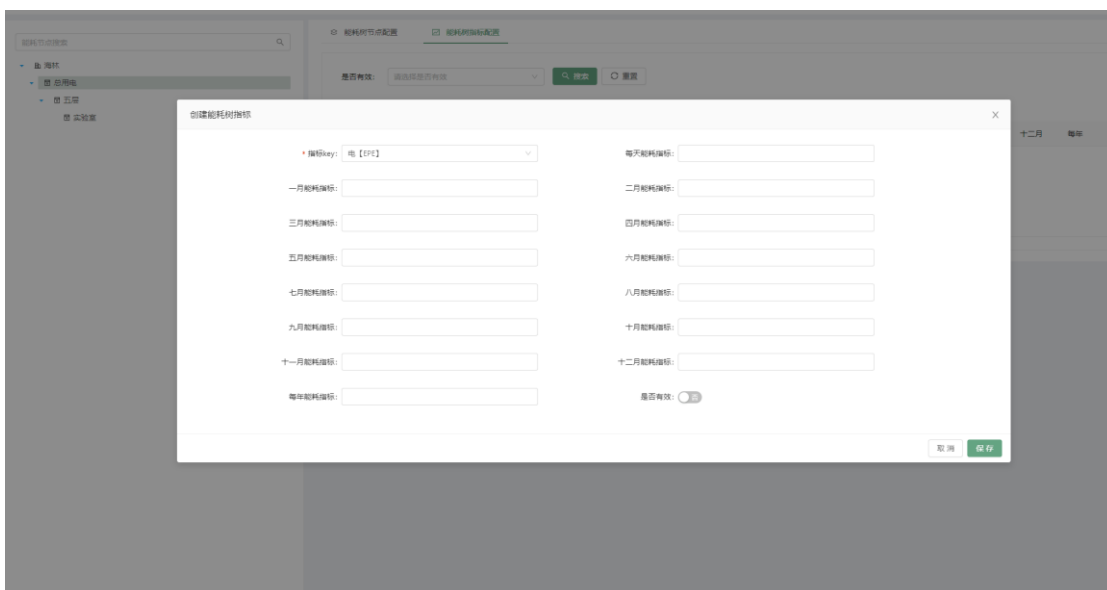 能耗树节点配置
能耗树指标配置
能耗节点搜索
海林
总用电
五层
实验室
是否有效:
请选择是否有效
搜索
重置
十二月
每年
创建能耗树指标
* 指标key:
电【EPE】
每天能耗指标:
一月能耗指标:
二月能耗指标:
三月能耗指标:
四月能耗指标:
五月能耗指标:
六月能耗指标:
七月能耗指标:
八月能耗指标:
九月能耗指标:
十月能耗指标:
十一月能耗指标:
十二月能耗指标:
每年能耗指标:
是否有效:
否
取 消
保 存